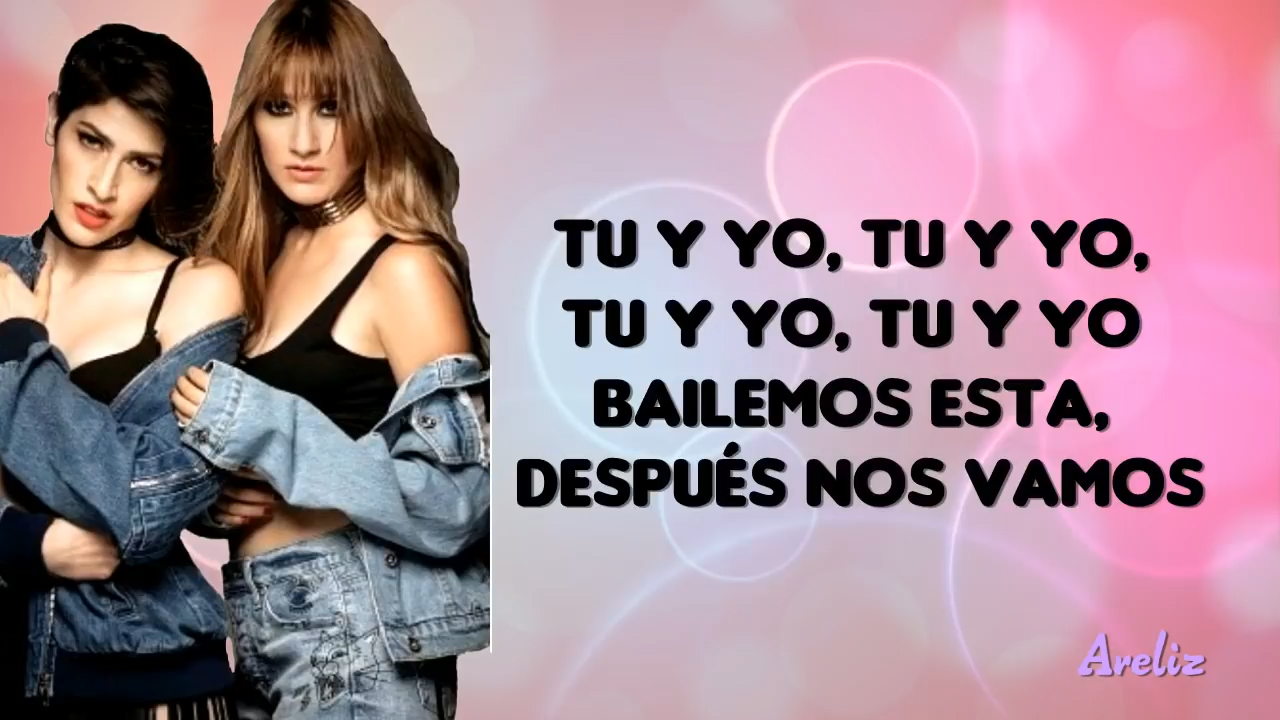 TU Y YO, TU Y YO,
TU Y YO, TU Y YO
BAILEMOS ESTA,
DESPUÉS NOS VAMOS
Areliz